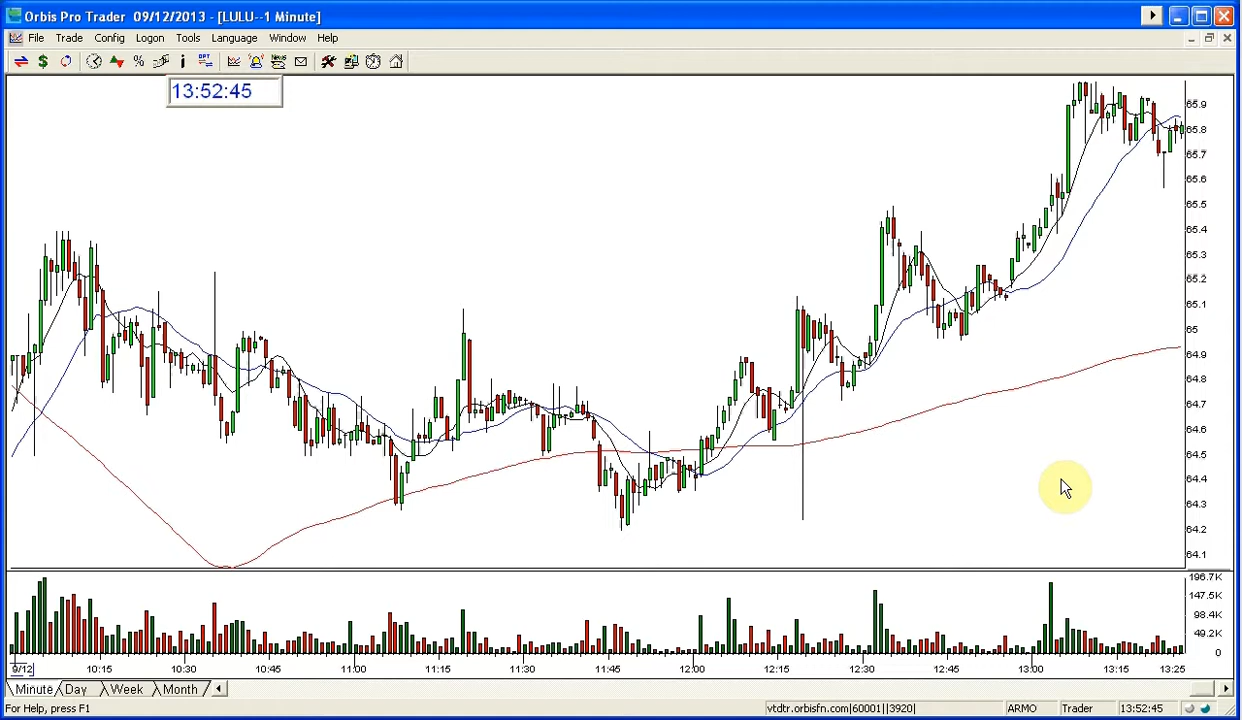 Orbis Pro Trader 09/12/2013 - [LULU--1 Minute]
File Trade Config Logon Tools Language Window Help
$ % i OPT NEWS
13:52:45
65.9
65.8
65.7
65.6
65.5
65.4
65.3
65.2
65.1
65
64.9
64.8
64.7
64.6
64.5
64.4
64.3
64.2
64.1
196.7K
147.5K
98.4K
49.2K
0
9/12 10:15 10:30 10:45 11:00 11:15 11:30 11:45 12:00 12:15 12:30 12:45 13:00 13:15 13:25
Minute Day Week Month
For Help, press F1 vtdtr.orbisfn.com|60001||3920| ARMO Trader 13:52:45